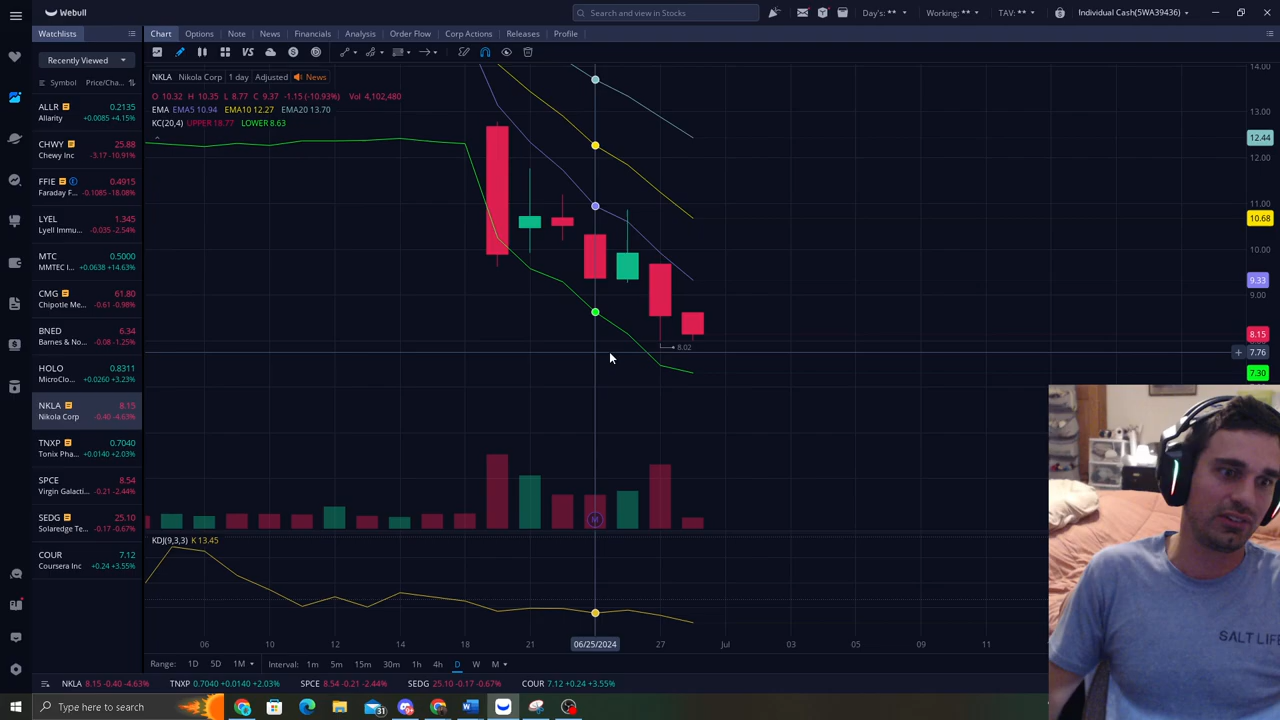 Webull
Search and view in Stocks
Day's: **
Working: **
TAV: **
Individual Cash(5WA39436)
Watchlists
Chart
Options
Note
News
Financials
Analysis
Order Flow
Corp Actions
Releases
Profile
Recently Viewed
Symbol
Price/Cha...
ALLR 0.2135
Allarity +0.0085 +4.15%
CHWY 25.88
Chewy Inc -3.17 -10.91%
FFIE E 0.4915
Faraday F... -0.1085 -18.08%
LYEL 1.345
Lyell Immu... -0.035 -2.54%
MTC 0.5000
MMTEC I... +0.0638 +14.63%
CMG 61.80
Chipotle Me... -0.61 -0.98%
BNED 6.34
Barnes & No... -0.08 -1.25%
HOLO 0.8311
MicroClo... +0.0260 +3.23%
NKLA 8.15
Nikola Corp -0.40 -4.63%
TNXP 0.7040
Tonix Pha... +0.0140 +2.03%
SPCE 8.54
Virgin Galacti... -0.21 -2.44%
SEDG 25.10
Solaredge Te... -0.17 -0.67%
COUR 7.12
Coursera Inc +0.24 +3.55%
NKLA Nikola Corp 1 day Adjusted News
O 10.32 H 10.35 L 8.77 C 9.37 -1.15 (-10.93%) Vol 4,102,480
EMA EMA5 10.94 EMA10 12.27 EMA20 13.70
KC(20,4) UPPER 18.77 LOWER 8.63
14.00
13.00
12.44
12.00
11.00
10.68
10.00
9.33
9.00
8.15
7.76
7.30
8.02
M
KDJ(9,3,3) K 13.45
06
10
12
14
18
21
06/25/2024
27
Jul
03
05
09
11
Range: 1D 5D 1M Interval: 1m 5m 15m 30m 1h 4h D W M
NKLA 8.15 -0.40 -4.63% TNXP 0.7040 +0.0140 +2.03% SPCE 8.54 -0.21 -2.44% SEDG 25.10 -0.17 -0.67% COUR 7.12 +0.24 +3.55%
Type here to search
31
SALT LIFE